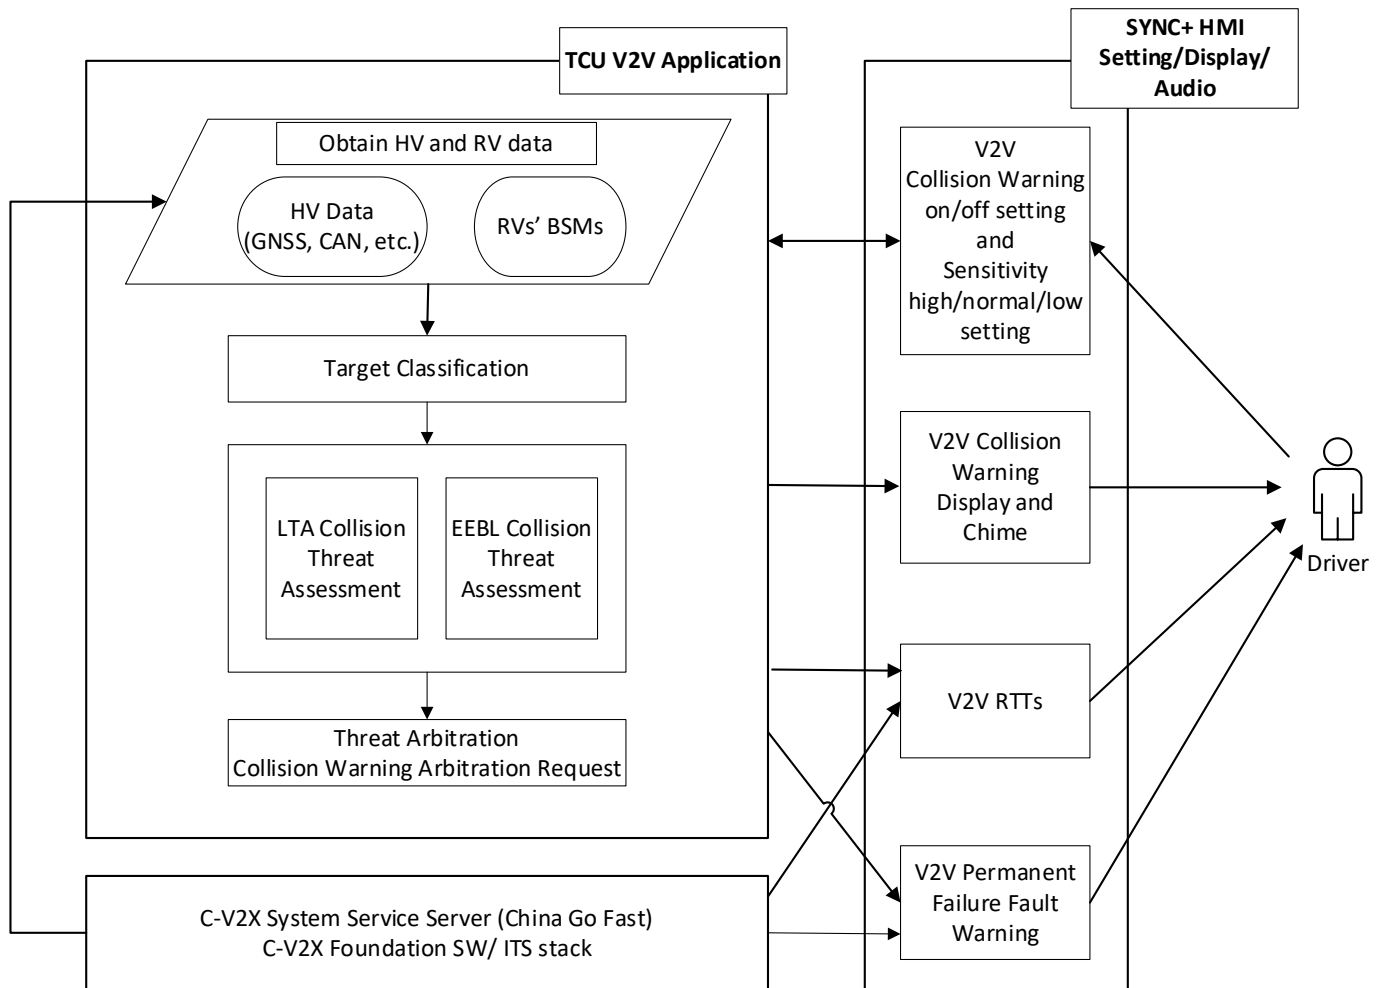 TCU V2V Application
Obtain HV and RV data
HV Data
(GNSS, CAN, etc.)
RVs’ BSMs
Target Classification
LTA Collision
Threat
Assessment
EEBL Collision
Threat
Assessment
Threat Arbitration
Collision Warning Arbitration Request
C-V2X System Service Server (China Go Fast)
C-V2X Foundation SW/ ITS stack
SYNC+ HMI
Setting/Display/
Audio
V2V
Collision Warning
on/off setting
and
Sensitivity
high/normal/low
setting
V2V Collision
Warning
Display and
Chime
V2V RTTs
V2V Permanent
Failure Fault
Warning
Driver